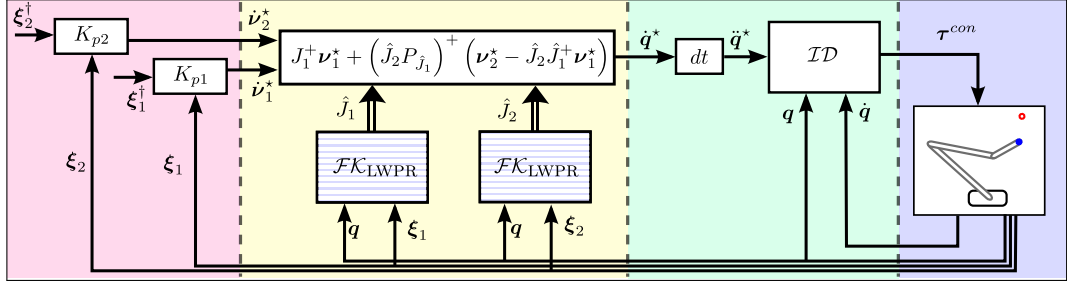 ξ₂† K_{p2} ν̇₂*
ξ₁† K_{p1} ν̇₁*
J₁⁺ν₁* + (Ĵ₂P_{Ĵ₁})⁺ (ν₂* − Ĵ₂Ĵ₁⁺ν₁*)
q̇* dt q̈* ID τ^{con}
Ĵ₁ Ĵ₂ q q̇
ξ₂ ξ₁ FK_{LWPR} FK_{LWPR}
q ξ₁ q ξ₂